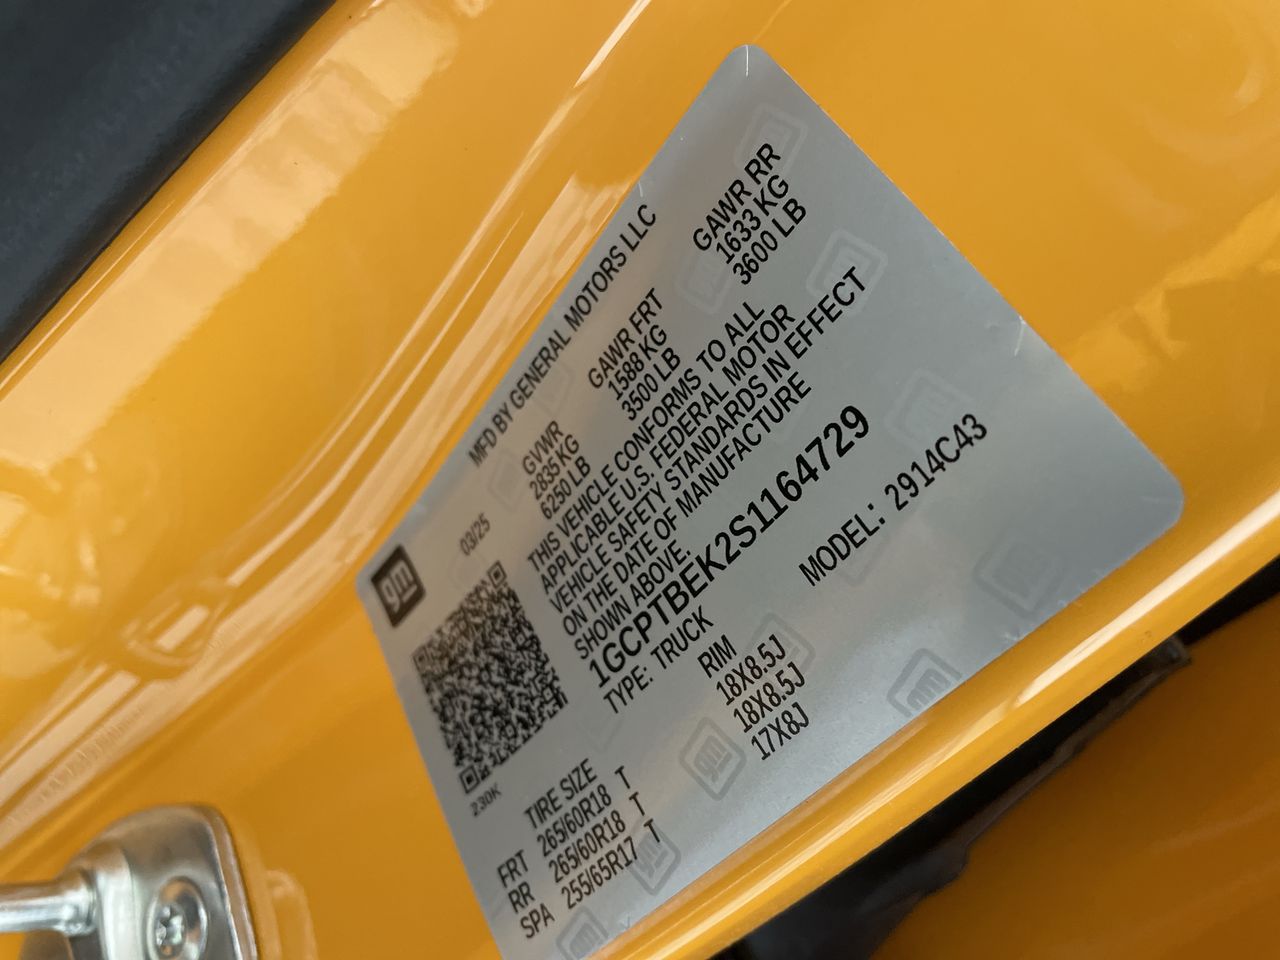 MFD BY GENERAL MOTORS LLC
gm
03/25
GVWR GAWR FRT GAWR RR
2835 KG 1588 KG 1633 KG
6250 LB 3500 LB 3600 LB
THIS VEHICLE CONFORMS TO ALL
APPLICABLE U.S. FEDERAL MOTOR
VEHICLE SAFETY STANDARDS IN EFFECT
ON THE DATE OF MANUFACTURE
SHOWN ABOVE.
1GCPTBEK2S1164729
TYPE: TRUCK MODEL: 2914C43
230K
TIRE SIZE RIM
FRT 265/60R18 T 18X8.5J
RR 265/60R18 T 18X8.5J
SPA 255/65R17 T 17X8J